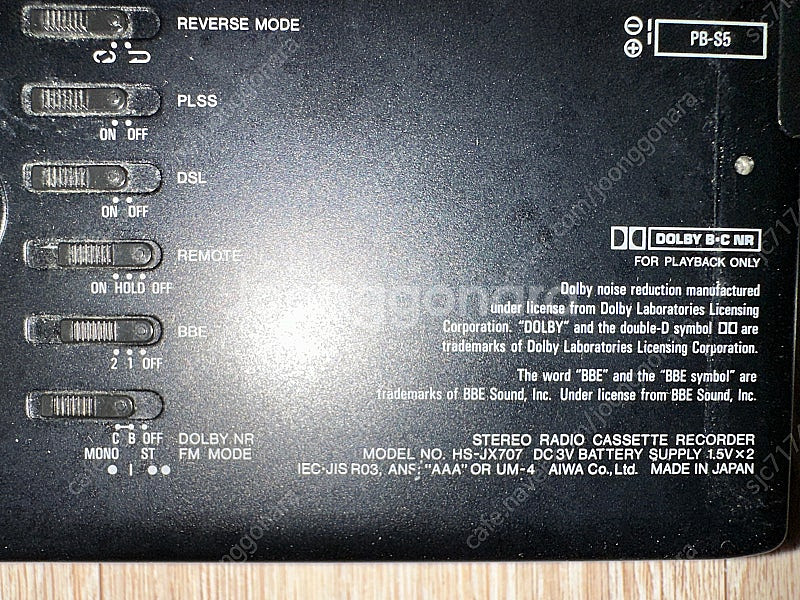 REVERSE MODE
PB-S5
PLSS
ON OFF
DSL
ON OFF
REMOTE
ON HOLD OFF
BBE
2 1 OFF
C B OFF
DOLBY NR
MONO ST
FM MODE
DOLBY B·C NR
FOR PLAYBACK ONLY
Dolby noise reduction manufactured
under license from Dolby Laboratories Licensing
Corporation. "DOLBY" and the double-D symbol are
trademarks of Dolby Laboratories Licensing Corporation.
The word "BBE" and the "BBE symbol" are
trademarks of BBE Sound, Inc. Under license from BBE Sound, Inc.
STEREO RADIO CASSETTE RECORDER
MODEL NO. HS-JX707 DC 3V BATTERY SUPPLY 1.5V×2
IEC·JIS R03, ANSI "AAA" OR UM-4 AIWA Co., Ltd. MADE IN JAPAN
joonggonara
cafe.naver.com/joonggonara